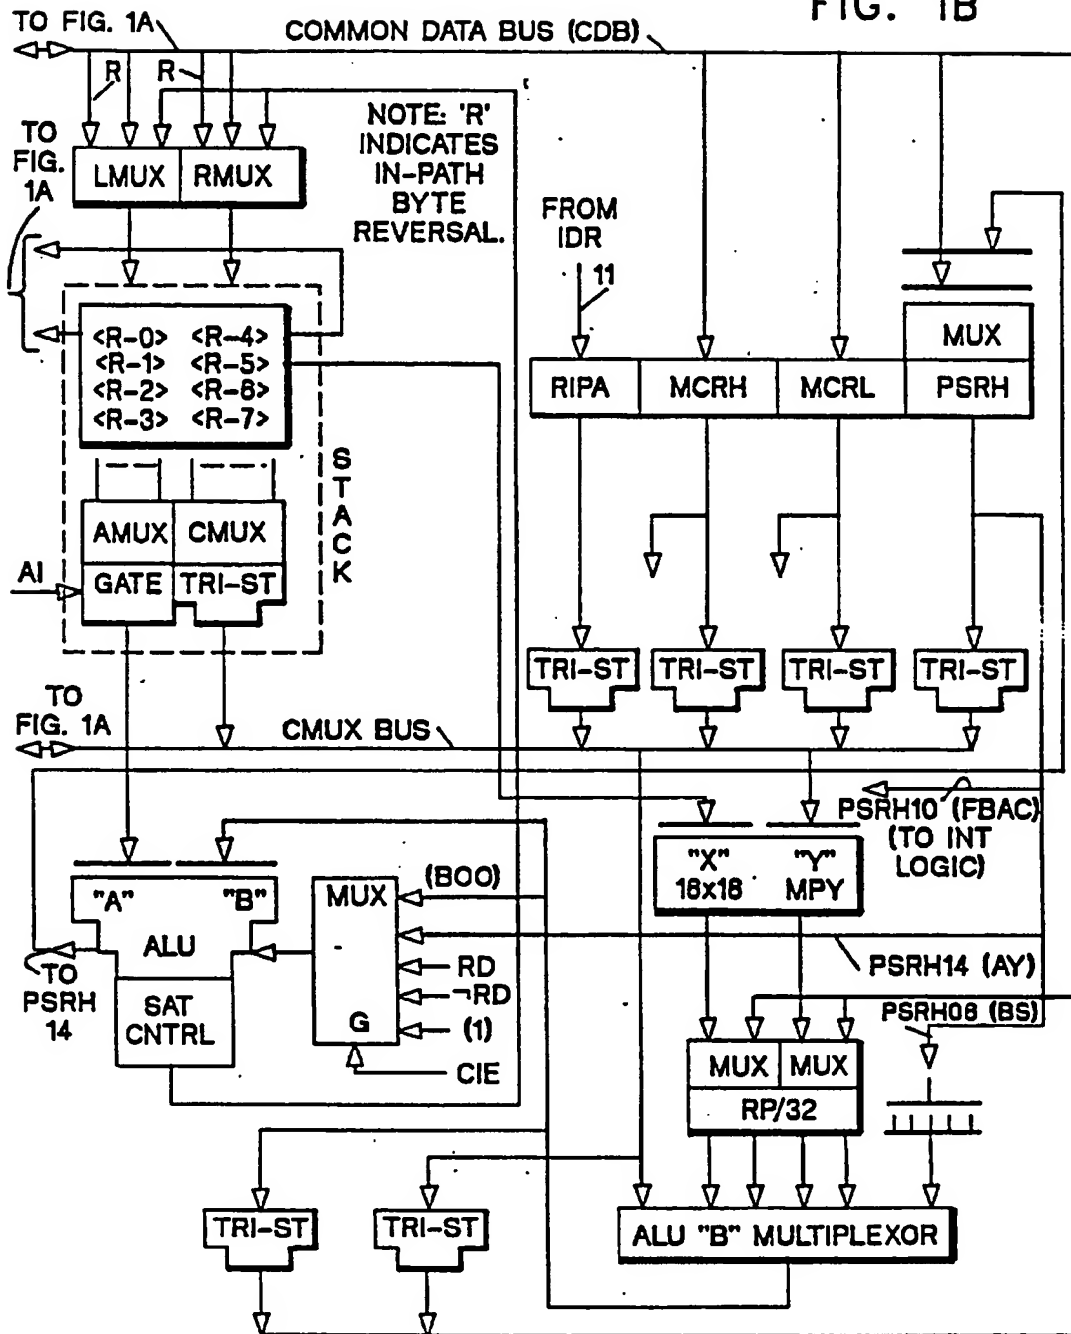 FIG. 1B
TO FIG. 1A
COMMON DATA BUS (CDB)
R
R
NOTE: 'R'
INDICATES
IN-PATH
BYTE
REVERSAL.
TO
FIG.
1A
LMUX
RMUX
FROM
IDR
11
<R-0> <R-4>
<R-1> <R-5>
<R-2> <R-6>
<R-3> <R-7>
MUX
RIPA
MCRH
MCRL
PSRH
STACK
AMUX
CMUX
AI
GATE
TRI-ST
TRI-ST
TRI-ST
TRI-ST
TRI-ST
TO
FIG. 1A
CMUX BUS
PSRH10 (FBAC)
(TO INT
LOGIC)
"X"
"Y"
16x16
MPY
"A"
"B"
ALU
(B00)
MUX
RD
¬RD
(1)
G
CIE
TO
PSRH
14
SAT
CNTRL
PSRH14 (AY)
PSRH08 (BS)
MUX
MUX
RP/32
TRI-ST
TRI-ST
ALU "B" MULTIPLEXOR